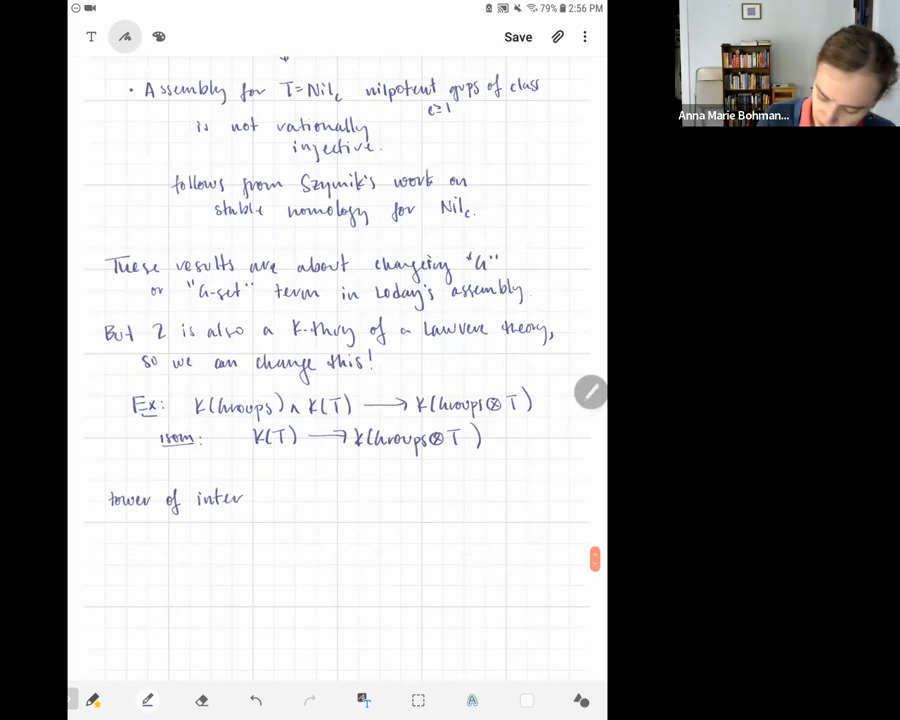 79% 2:56 PM
T Save
• Assembly for T=Nil_c nilpotent grps of class c≥1
is not rationally
injective.
follows from Szymik's work on
stable homology for Nil_c.
These results are about changing "G"
or "G-set" term in today's assembly.
But Z is also a K-thry of a Lawvere theory,
so we can change this!
Ex: K(Groups) ∧ K(T) → K(Groups⊗T)
isom: K(T) → K(Groups⊗T)
tower of inter
Anna Marie Bohman...